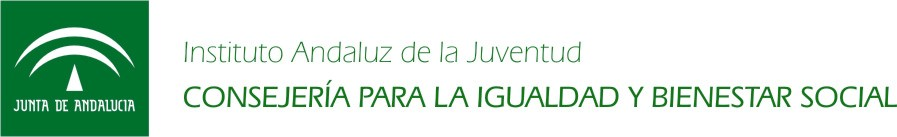 Instituto Andaluz de la Juventud
JUNTA DE ANDALUCIA
CONSEJERÍA PARA LA IGUALDAD Y BIENESTAR SOCIAL